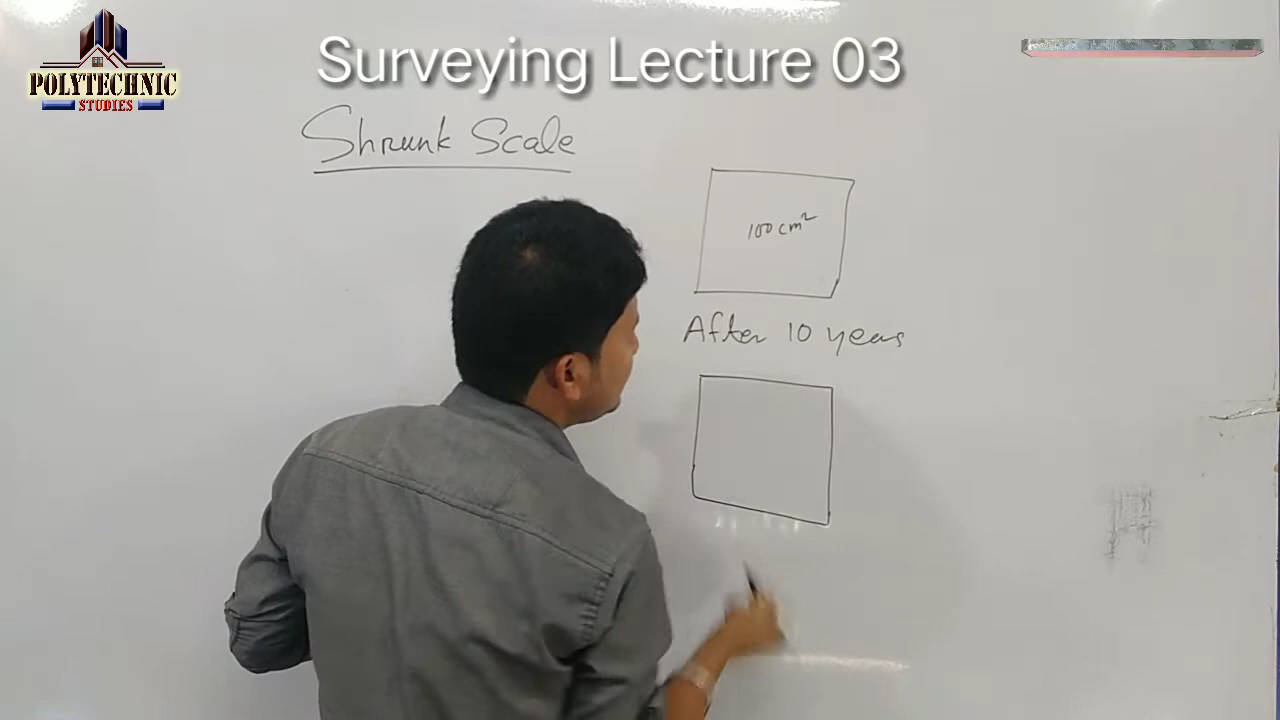 POLYTECHNIC
STUDIES
Surveying Lecture 03
Shrunk Scale
100 cm²
After 10 years